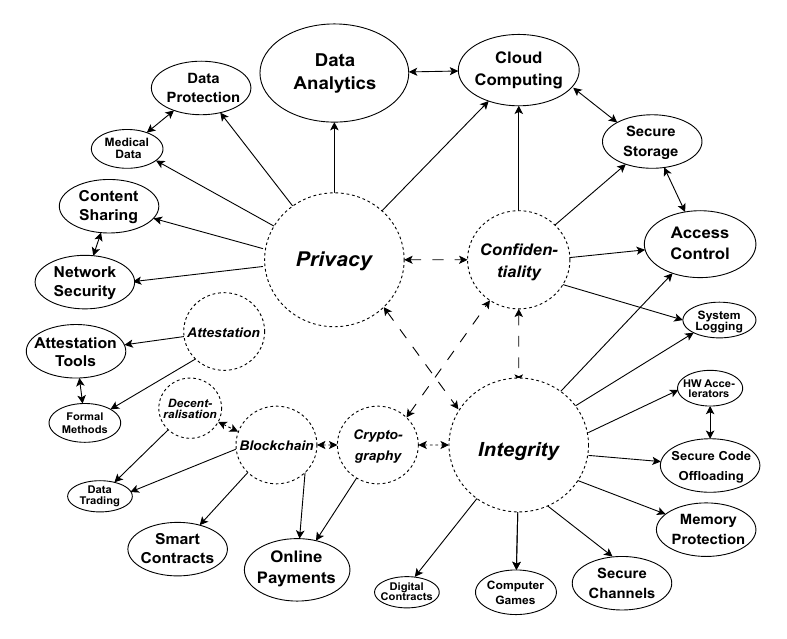 Data
Analytics
Cloud
Computing
Data
Protection
Medical
Data
Secure
Storage
Content
Sharing
Access
Control
Privacy
Confiden-
tiality
Network
Security
System
Logging
Attestation
Attestation
Tools
HW Acce-
lerators
Decent-
ralisation
Formal
Methods
Blockchain
Crypto-
graphy
Integrity
Secure Code
Offloading
Data
Trading
Memory
Protection
Smart
Contracts
Online
Payments
Digital
Contracts
Computer
Games
Secure
Channels